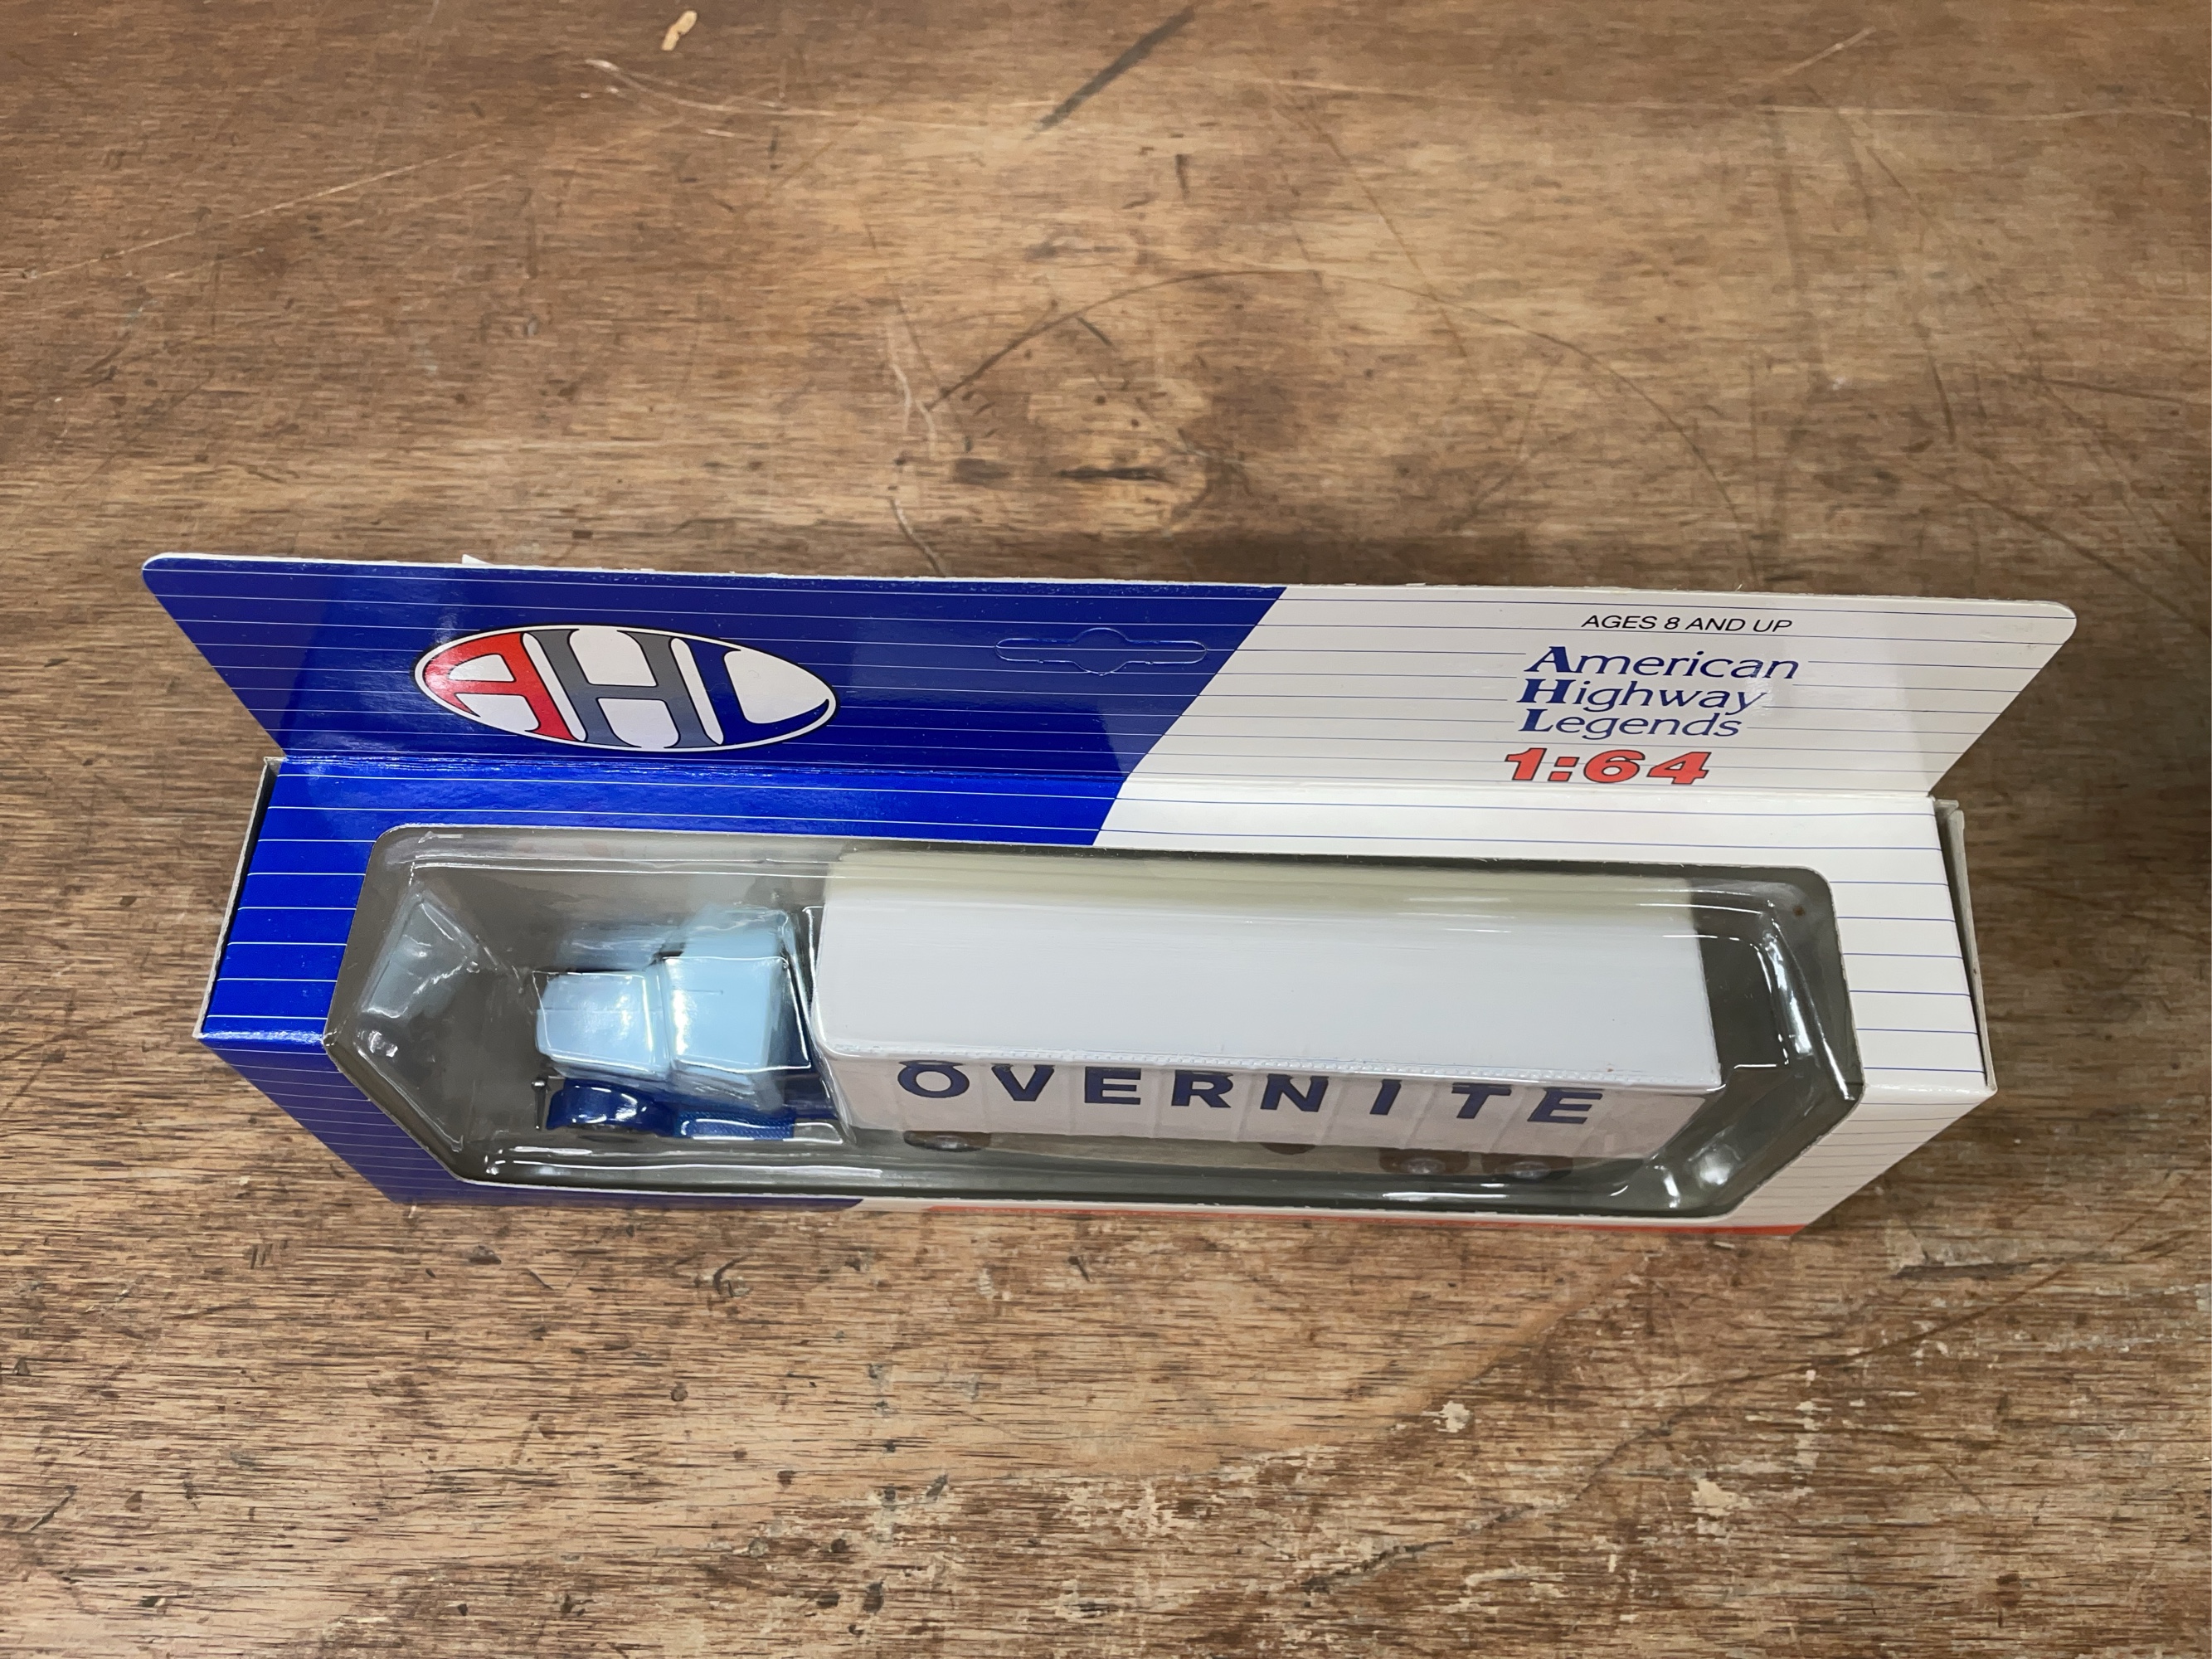 AHL
AGES 8 AND UP
American
Highway
Legends
1:64
OVERNITE